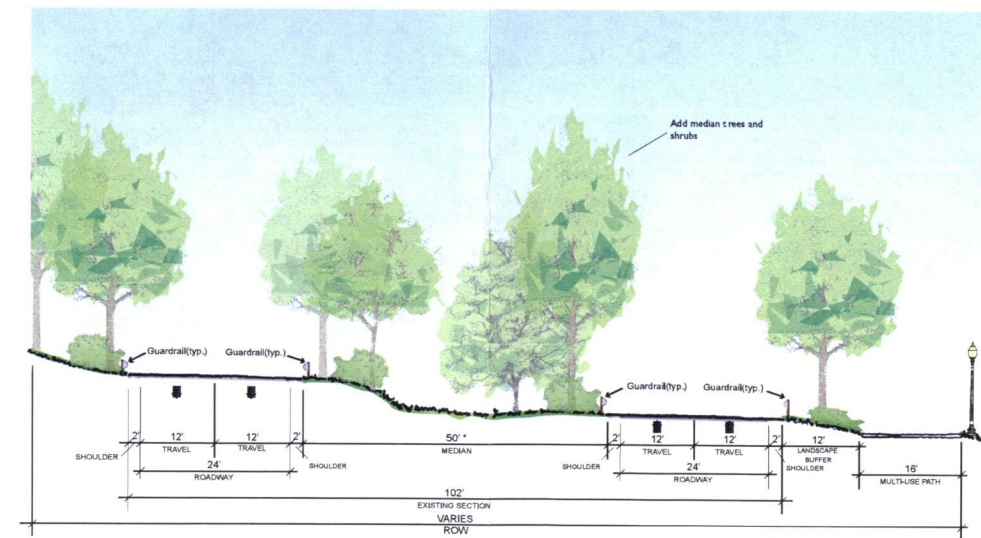 Add median trees and
shrubs
Guardrail(typ.)
Guardrail(typ.)
Guardrail(typ.)
Guardrail(typ.)
2' 12' 12' 2' 50' * 2' 12' 12' 2' 12'
SHOULDER TRAVEL TRAVEL SHOULDER MEDIAN SHOULDER TRAVEL TRAVEL SHOULDER LANDSCAPE
BUFFER
24' 24' 16'
ROADWAY ROADWAY MULTI-USE PATH
102'
EXISTING SECTION
VARIES
ROW